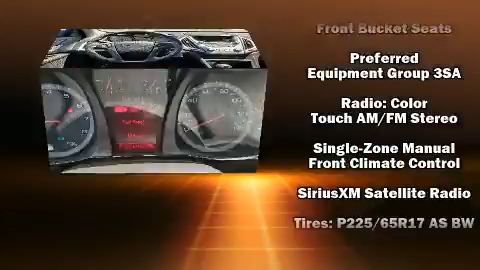 Front Bucket Seats
Preferred
Equipment Group 3SA
Radio: Color
Touch AM/FM Stereo
Single-Zone Manual
Front Climate Control
SiriusXM Satellite Radio
Tires: P225/65R17 AS BW